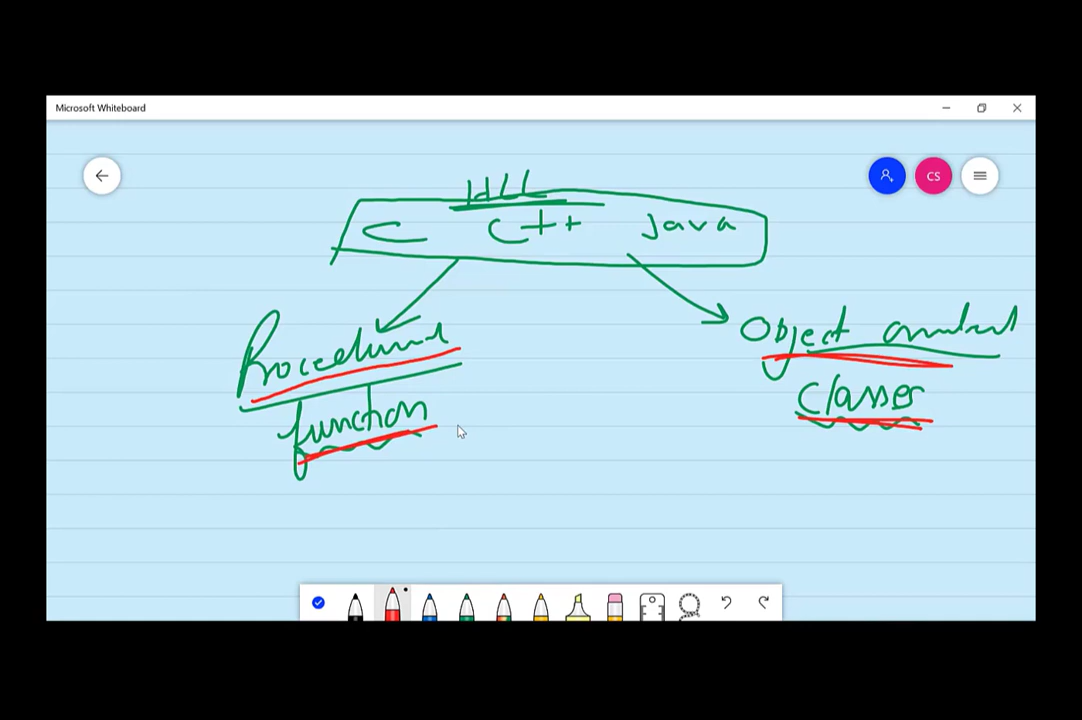 Microsoft Whiteboard
CS
HLL
C C++ Java
Procedural
function
Object oriented
classes